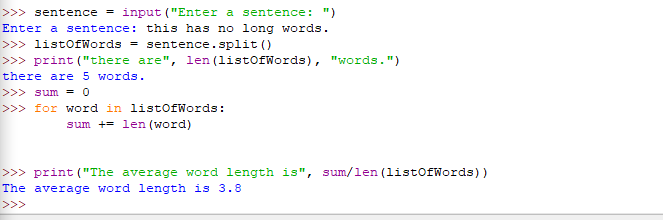 >>> sentence = input("Enter a sentence: ")
Enter a sentence: this has no long words.
>>> listOfWords = sentence.split()
>>> print("there are", len(listOfWords), "words.")
there are 5 words.
>>> sum = 0
>>> for word in listOfWords:
        sum += len(word)
>>> print("The average word length is", sum/len(listOfWords))
The average word length is 3.8
>>>